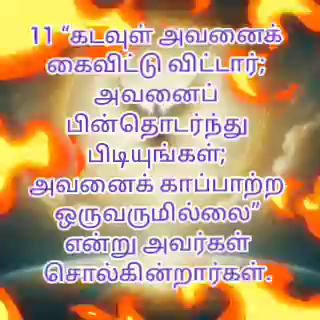 11 “கடவுள் அவனைக்
கைவிட்டு விட்டார்;
அவனைப்
பின்தொடர்ந்து
பிடியுங்கள்;
அவனைக் காப்பாற்ற
ஒருவருமில்லை”
என்று அவர்கள்
சொல்கின்றார்கள்.